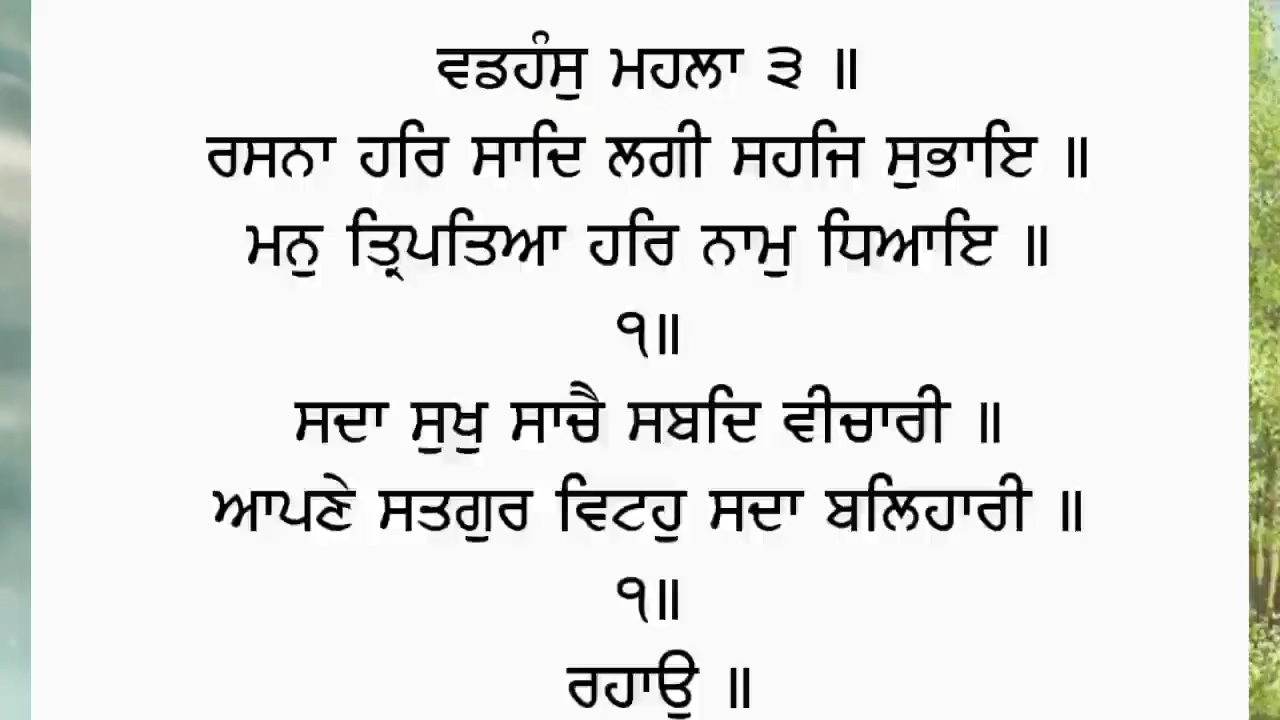 ਵਡਹੰਸੁ ਮਹਲਾ ੩ ॥
ਰਸਨਾ ਹਰਿ ਸਾਦਿ ਲਗੀ ਸਹਜਿ ਸੁਭਾਇ ॥
ਮਨੁ ਤ੍ਰਿਪਤਿਆ ਹਰਿ ਨਾਮੁ ਧਿਆਇ ॥
੧॥
ਸਦਾ ਸੁਖੁ ਸਾਚੈ ਸਬਦਿ ਵੀਚਾਰੀ ॥
ਆਪਣੇ ਸਤਗੁਰ ਵਿਟਹੁ ਸਦਾ ਬਲਿਹਾਰੀ ॥
੧॥
ਰਹਾਉ ॥